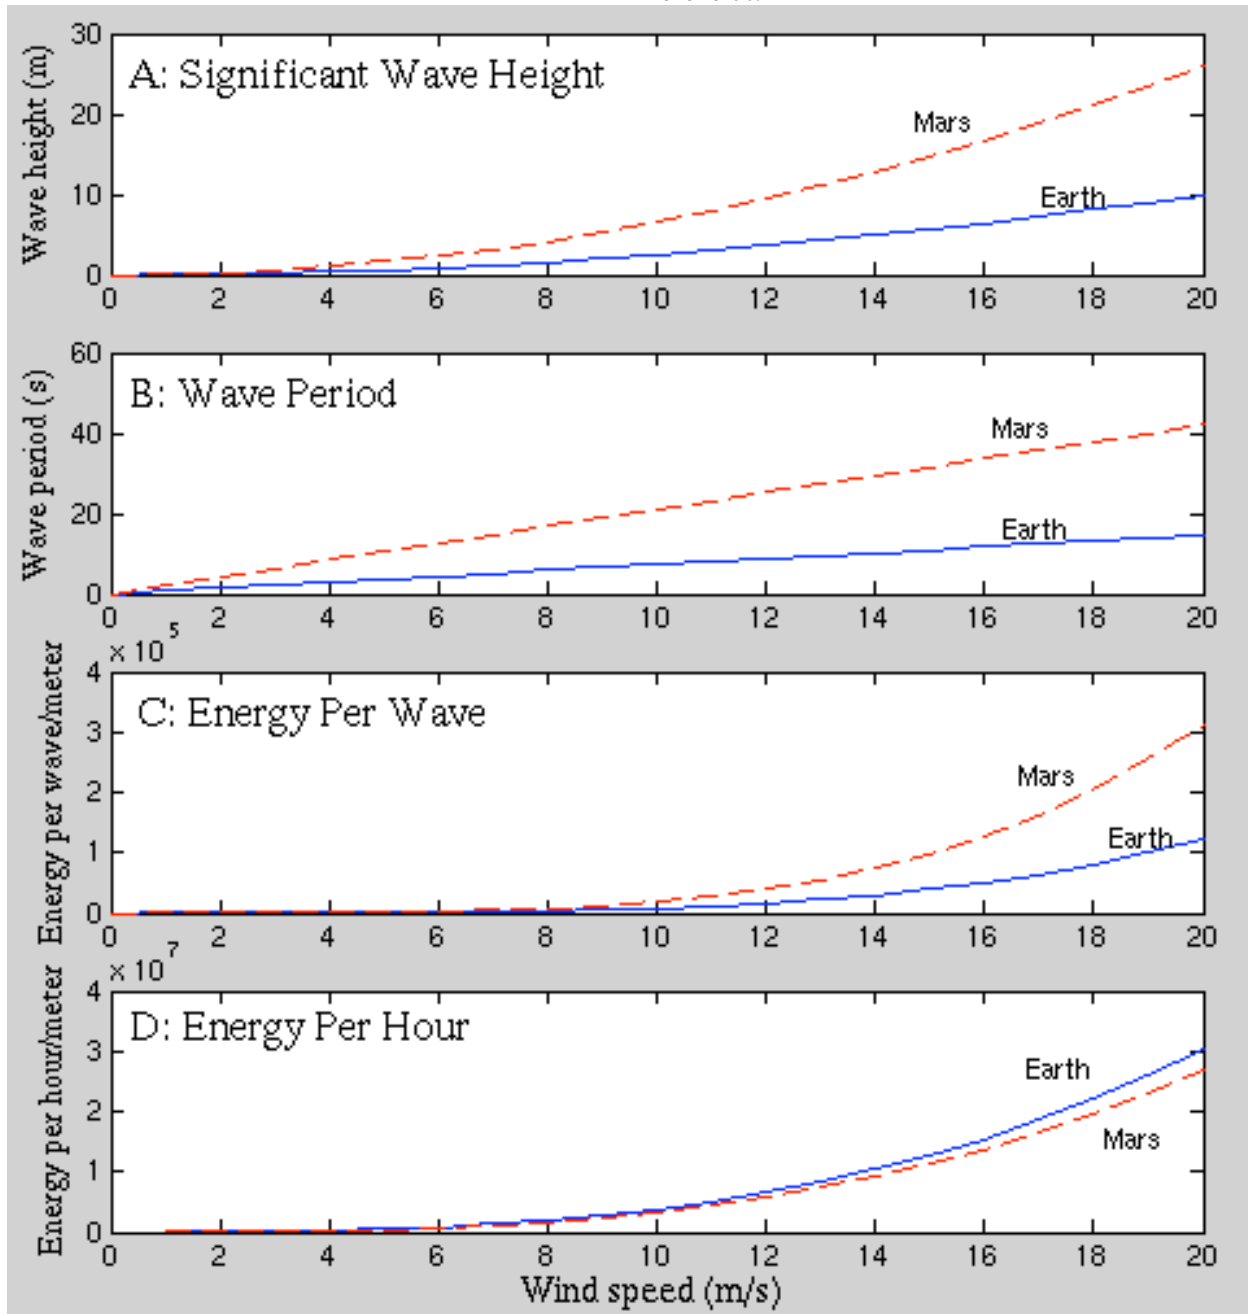 A: Significant Wave Height
Wave height (m)
30
20
10
0
Mars
Earth
0 2 4 6 8 10 12 14 16 18 20
B: Wave Period
Wave period (s)
60
40
20
0
Mars
Earth
0 2 4 6 8 10 12 14 16 18 20
× 10 5
C: Energy Per Wave
Energy per wave/meter
4
3
2
1
0
Mars
Earth
0 2 4 6 8 10 12 14 16 18 20
× 10 7
D: Energy Per Hour
Energy per hour/meter
4
3
2
1
0
Earth
Mars
0 2 4 6 8 10 12 14 16 18 20
Wind speed (m/s)